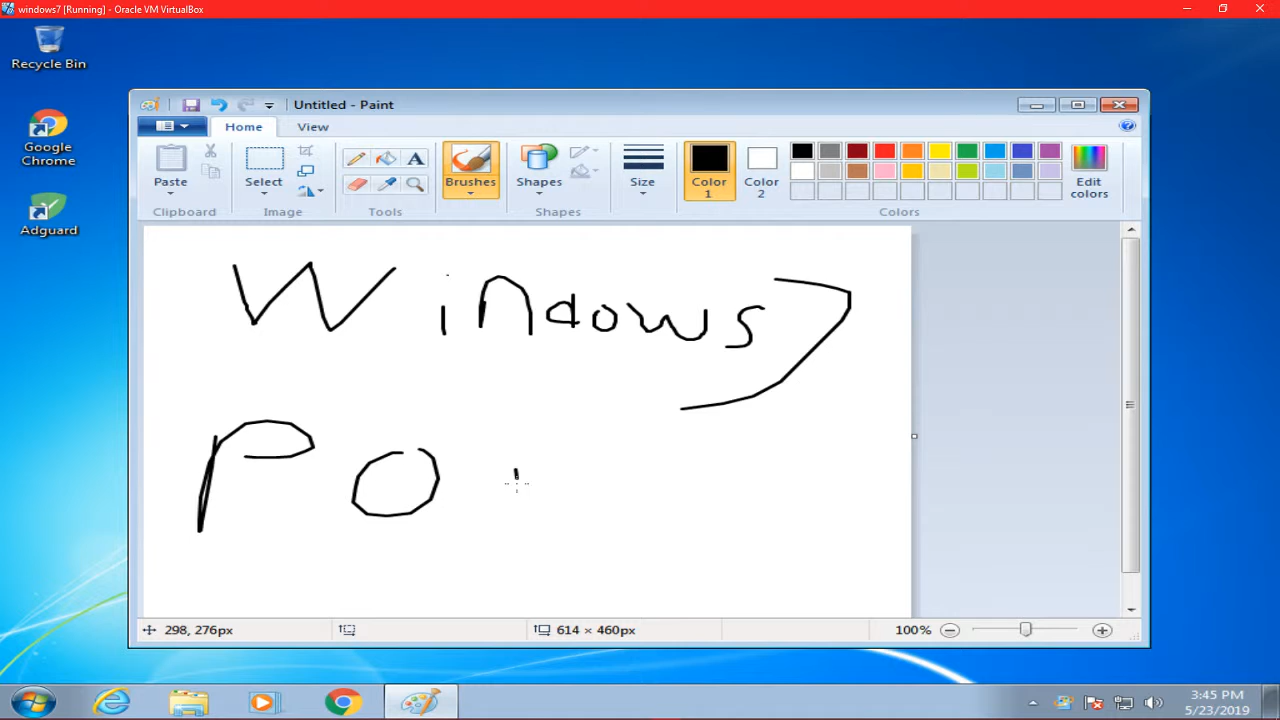 windows7 [Running] - Oracle VM VirtualBox
Recycle Bin
Google Chrome
Adguard
Untitled - Paint
Home View
Paste
Select
Brushes
Shapes
Size
Color 1
Color 2
Edit colors
Clipboard Image Tools Shapes Colors
Windows 7
PO
298, 276px
614 × 460px
100%
3:45 PM
5/23/2019